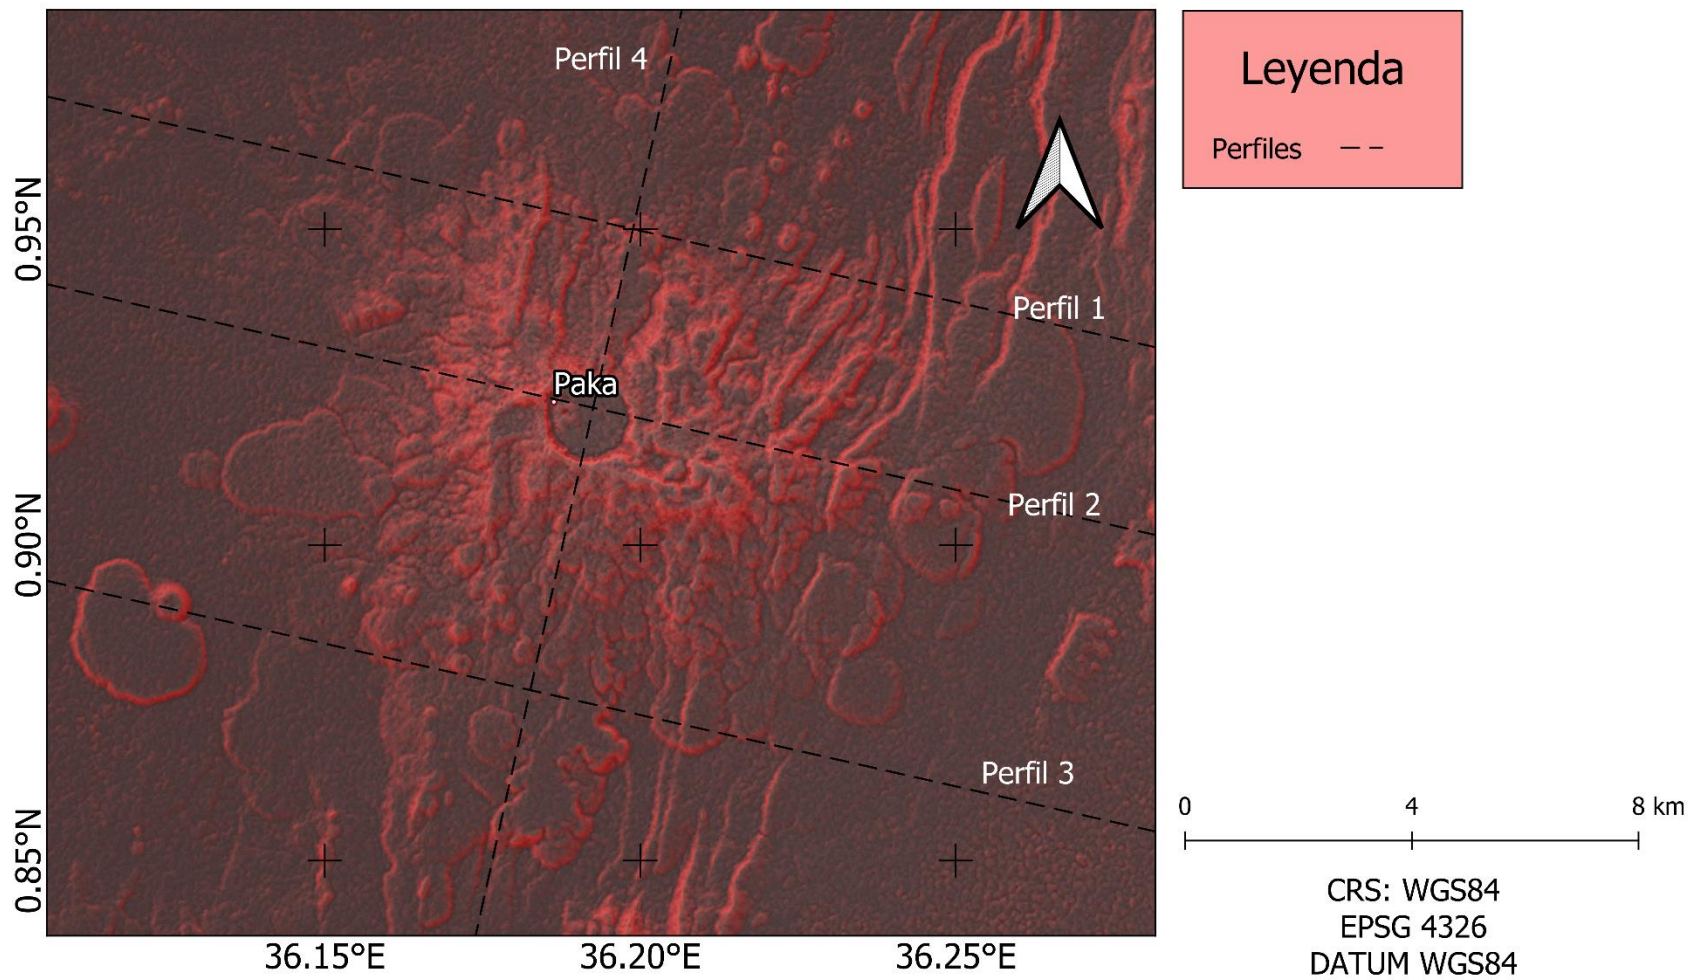 Perfil 4
Leyenda
Perfiles
0.95°N
Perfil 1
Paka
Perfil 2
0.90°N
Perfil 3
0 4 8 km
0.85°N
CRS: WGS84
EPSG 4326
DATUM WGS84
36.15°E 36.20°E 36.25°E